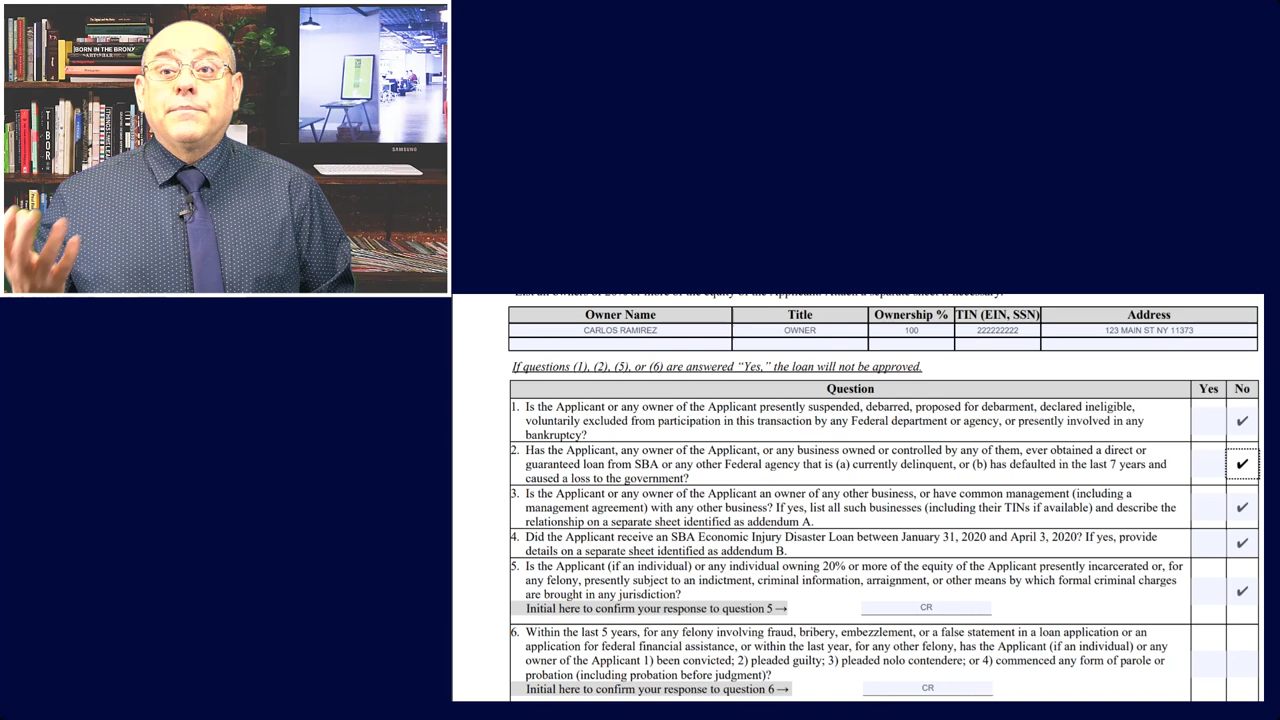 BORN IN THE BRONX
TIBOR
SAMSUNG
Owner Name Title Ownership % TIN (EIN, SSN) Address
CARLOS RAMIREZ OWNER 100 222222222 123 MAIN ST NY 11373
If questions (1), (2), (5), or (6) are answered “Yes,” the loan will not be approved.
Question Yes No
1. Is the Applicant or any owner of the Applicant presently suspended, debarred, proposed for debarment, declared ineligible,
voluntarily excluded from participation in this transaction by any Federal department or agency, or presently involved in any
bankruptcy?
✔
2. Has the Applicant, any owner of the Applicant, or any business owned or controlled by any of them, ever obtained a direct or
guaranteed loan from SBA or any other Federal agency that is (a) currently delinquent, or (b) has defaulted in the last 7 years and
caused a loss to the government?
✔
3. Is the Applicant or any owner of the Applicant an owner of any other business, or have common management (including a
management agreement) with any other business? If yes, list all such businesses (including their TINs if available) and describe the
relationship on a separate sheet identified as addendum A.
✔
4. Did the Applicant receive an SBA Economic Injury Disaster Loan between January 31, 2020 and April 3, 2020? If yes, provide
details on a separate sheet identified as addendum B.
✔
5. Is the Applicant (if an individual) or any individual owning 20% or more of the equity of the Applicant presently incarcerated or, for
any felony, presently subject to an indictment, criminal information, arraignment, or other means by which formal criminal charges
are brought in any jurisdiction?
✔
Initial here to confirm your response to question 5 → CR
6. Within the last 5 years, for any felony involving fraud, bribery, embezzlement, or a false statement in a loan application or an
application for federal financial assistance, or within the last year, for any other felony, has the Applicant (if an individual) or any
owner of the Applicant 1) been convicted; 2) pleaded guilty; 3) pleaded nolo contendere; or 4) commenced any form of parole or
probation (including probation before judgment)?
Initial here to confirm your response to question 6 → CR